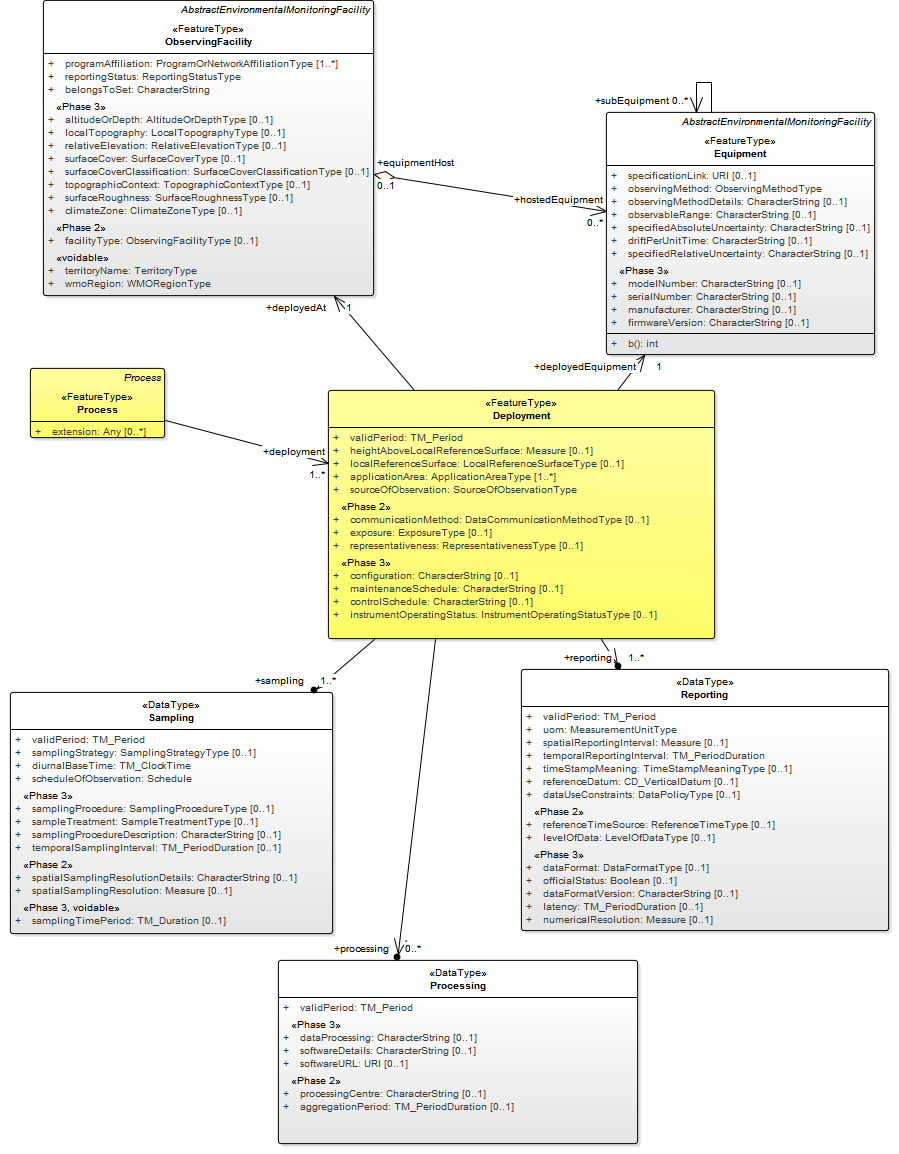 AbstractEnvironmentalMonitoringFacility
«FeatureType»
ObservingFacility
+ programAffiliation: ProgramOrNetworkAffiliationType [1..*]
+ reportingStatus: ReportingStatusType
+ belongsToSet: CharacterString
«Phase 3»
+ altitudeOrDepth: AltitudeOrDepthType [0..1]
+ localTopography: LocalTopographyType [0..1]
+ relativeElevation: RelativeElevationType [0..1]
+ surfaceCover: SurfaceCoverType [0..1]
+ surfaceCoverClassification: SurfaceCoverClassificationType [0..1]
+ topographicContext: TopographicContextType [0..1]
+ surfaceRoughness: SurfaceRoughnessType [0..1]
+ climateZone: ClimateZoneType [0..1]
«Phase 2»
+ facilityType: ObservingFacilityType [0..1]
«voidable»
+ territoryName: TerritoryType
+ wmoRegion: WMORegionType
+equipmentHost
0..1
+hostedEquipment
0..*
+subEquipment 0..*
AbstractEnvironmentalMonitoringFacility
«FeatureType»
Equipment
+ specificationLink: URI [0..1]
+ observingMethod: ObservingMethodType
+ observingMethodDetails: CharacterString [0..1]
+ observableRange: CharacterString [0..1]
+ specifiedAbsoluteUncertainty: CharacterString [0..1]
+ driftPerUnitTime: CharacterString [0..1]
+ specifiedRelativeUncertainty: CharacterString [0..1]
«Phase 3»
+ modelNumber: CharacterString [0..1]
+ serialNumber: CharacterString [0..1]
+ manufacturer: CharacterString [0..1]
+ firmwareVersion: CharacterString [0..1]
+ b(): int
+deployedAt 1
+deployedEquipment 1
Process
«FeatureType»
Process
+ extension: Any [0..*]
+deployment
1..*
«FeatureType»
Deployment
+ validPeriod: TM_Period
+ heightAboveLocalReferenceSurface: Measure [0..1]
+ localReferenceSurface: LocalReferenceSurfaceType [0..1]
+ applicationArea: ApplicationAreaType [1..*]
+ sourceOfObservation: SourceOfObservationType
«Phase 2»
+ communicationMethod: DataCommunicationMethodType [0..1]
+ exposure: ExposureType [0..1]
+ representativeness: RepresentativenessType [0..1]
«Phase 3»
+ configuration: CharacterString [0..1]
+ maintenanceSchedule: CharacterString [0..1]
+ controlSchedule: CharacterString [0..1]
+ instrumentOperatingStatus: InstrumentOperatingStatusType [0..1]
+sampling 1..*
+reporting 1..*
«DataType»
Sampling
+ validPeriod: TM_Period
+ samplingStrategy: SamplingStrategyType [0..1]
+ diurnalBaseTime: TM_ClockTime
+ scheduleOfObservation: Schedule
«Phase 3»
+ samplingProcedure: SamplingProcedureType [0..1]
+ sampleTreatment: SampleTreatmentType [0..1]
+ samplingProcedureDescription: CharacterString [0..1]
+ temporalSamplingInterval: TM_PeriodDuration [0..1]
«Phase 2»
+ spatialSamplingResolutionDetails: CharacterString [0..1]
+ spatialSamplingResolution: Measure [0..1]
«Phase 3, voidable»
+ samplingTimePeriod: TM_Duration [0..1]
«DataType»
Reporting
+ validPeriod: TM_Period
+ uom: MeasurementUnitType
+ spatialReportingInterval: Measure [0..1]
+ temporalReportingInterval: TM_PeriodDuration
+ timeStampMeaning: TimeStampMeaningType [0..1]
+ referenceDatum: CD_VerticalDatum [0..1]
+ dataUseConstraints: DataPolicyType [0..1]
«Phase 2»
+ referenceTimeSource: ReferenceTimeType [0..1]
+ levelOfData: LevelOfDataType [0..1]
«Phase 3»
+ dataFormat: DataFormatType [0..1]
+ officialStatus: Boolean [0..1]
+ dataFormatVersion: CharacterString [0..1]
+ latency: TM_PeriodDuration [0..1]
+ numericalResolution: Measure [0..1]
+processing 0..*
«DataType»
Processing
+ validPeriod: TM_Period
«Phase 3»
+ dataProcessing: CharacterString [0..1]
+ softwareDetails: CharacterString [0..1]
+ softwareURL: URI [0..1]
«Phase 2»
+ processingCentre: CharacterString [0..1]
+ aggregationPeriod: TM_PeriodDuration [0..1]